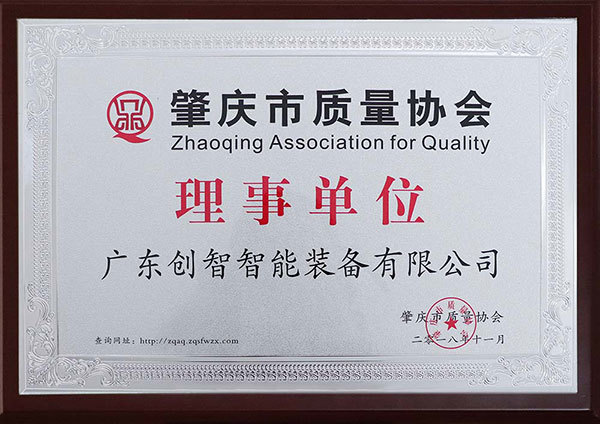 肇庆市质量协会
Zhaoqing Association for Quality
理事单位
广东创智智能装备有限公司
肇庆市质量协会
二〇一八年十一月
查询网址：http://zqaq.zqsfwzx.com